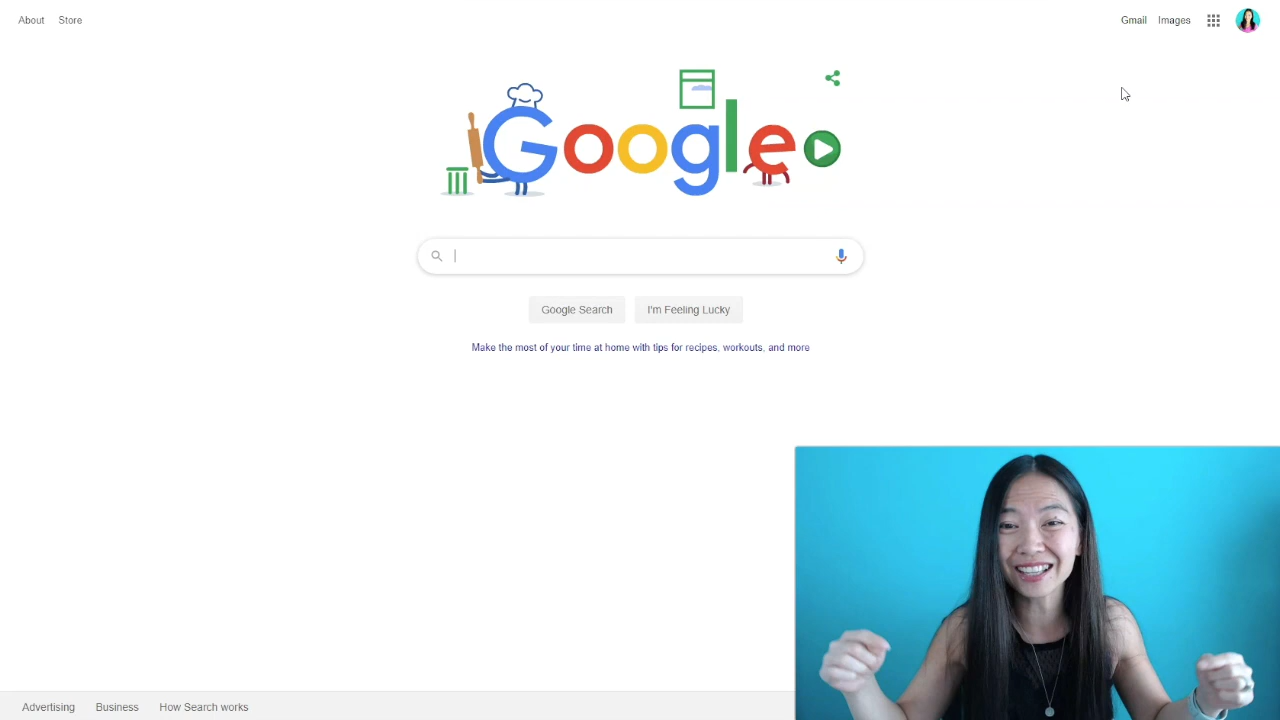 About Store
Gmail Images
Google
Google Search I'm Feeling Lucky
Make the most of your time at home with tips for recipes, workouts, and more
Advertising Business How Search works